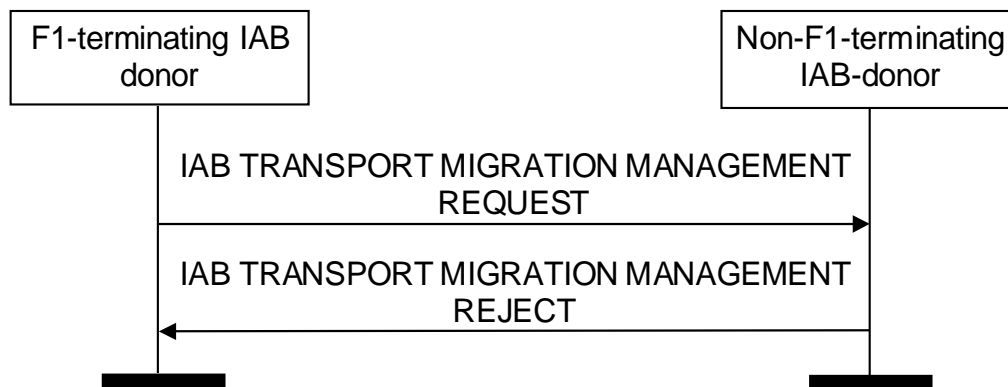 F1-terminating IAB
donor
Non-F1-terminating
IAB-donor
IAB TRANSPORT MIGRATION MANAGEMENT
REQUEST
IAB TRANSPORT MIGRATION MANAGEMENT
REJECT